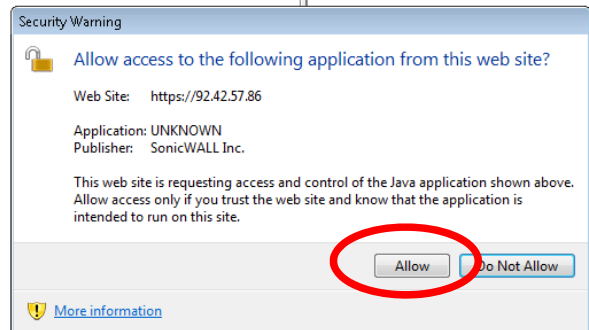 Security Warning
Allow access to the following application from this web site?
Web Site: https://92.42.57.86
Application: UNKNOWN
Publisher: SonicWALL Inc.
This web site is requesting access and control of the Java application shown above.
Allow access only if you trust the web site and know that the application is
intended to run on this site.
Allow
Do Not Allow
More information